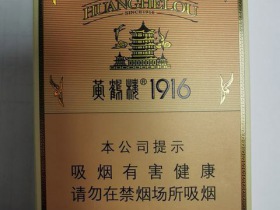 HUANGHELOU
SINCE1916
黄鹤楼® 1916
本公司提示
吸烟有害健康
请勿在禁烟场所吸烟